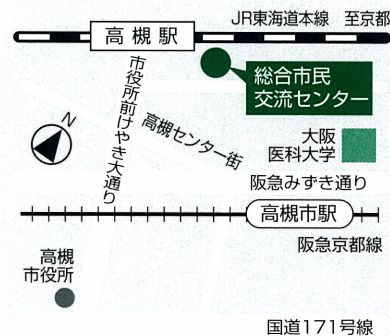 JR東海道本線 至京都
高槻駅
総合市民
交流センター
市役所前けやき大通り
高槻センター街
N
大阪
医科大学
阪急みずき通り
高槻市駅
阪急京都線
高槻
市役所
国道171号線